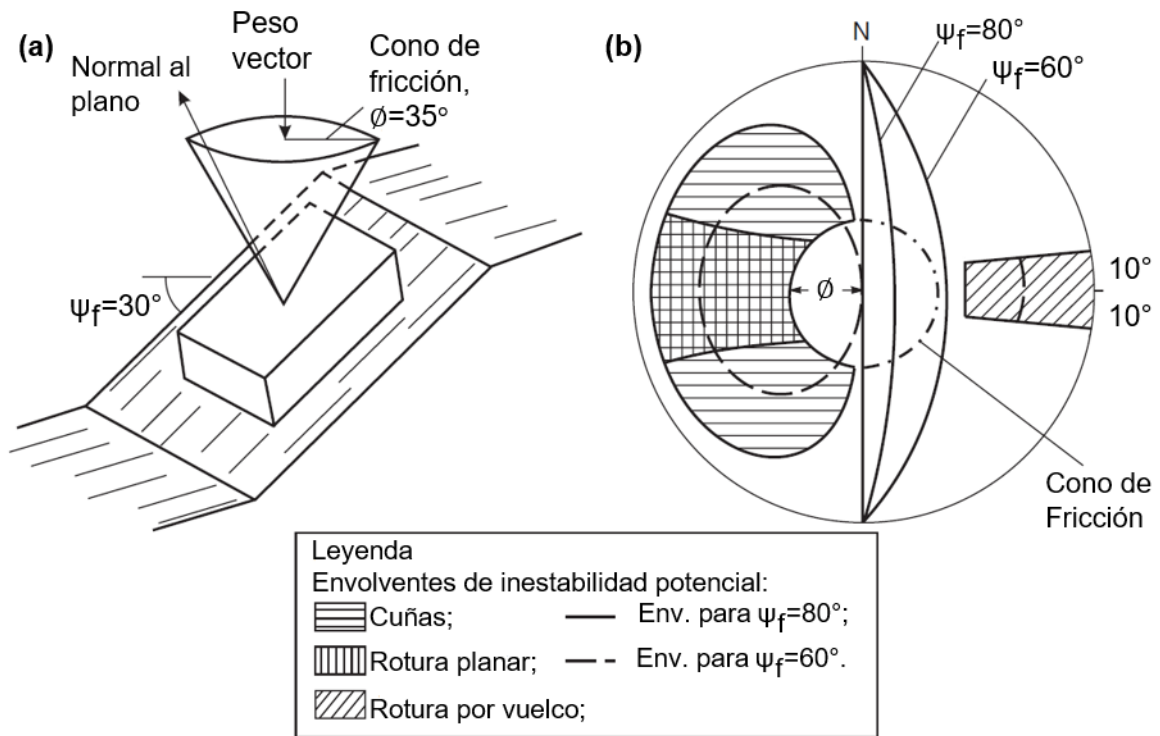 (a)
Peso
vector
Normal al
plano
Cono de
fricción,
ø=35°
ψf=30°
(b)
N
ψf=80°
ψf=60°
Ø
10°
10°
Cono de
Fricción
Leyenda
Envolventes de inestabilidad potencial:
Cuñas;
Env. para ψf=80°;
Rotura planar;
Env. para ψf=60°.
Rotura por vuelco;